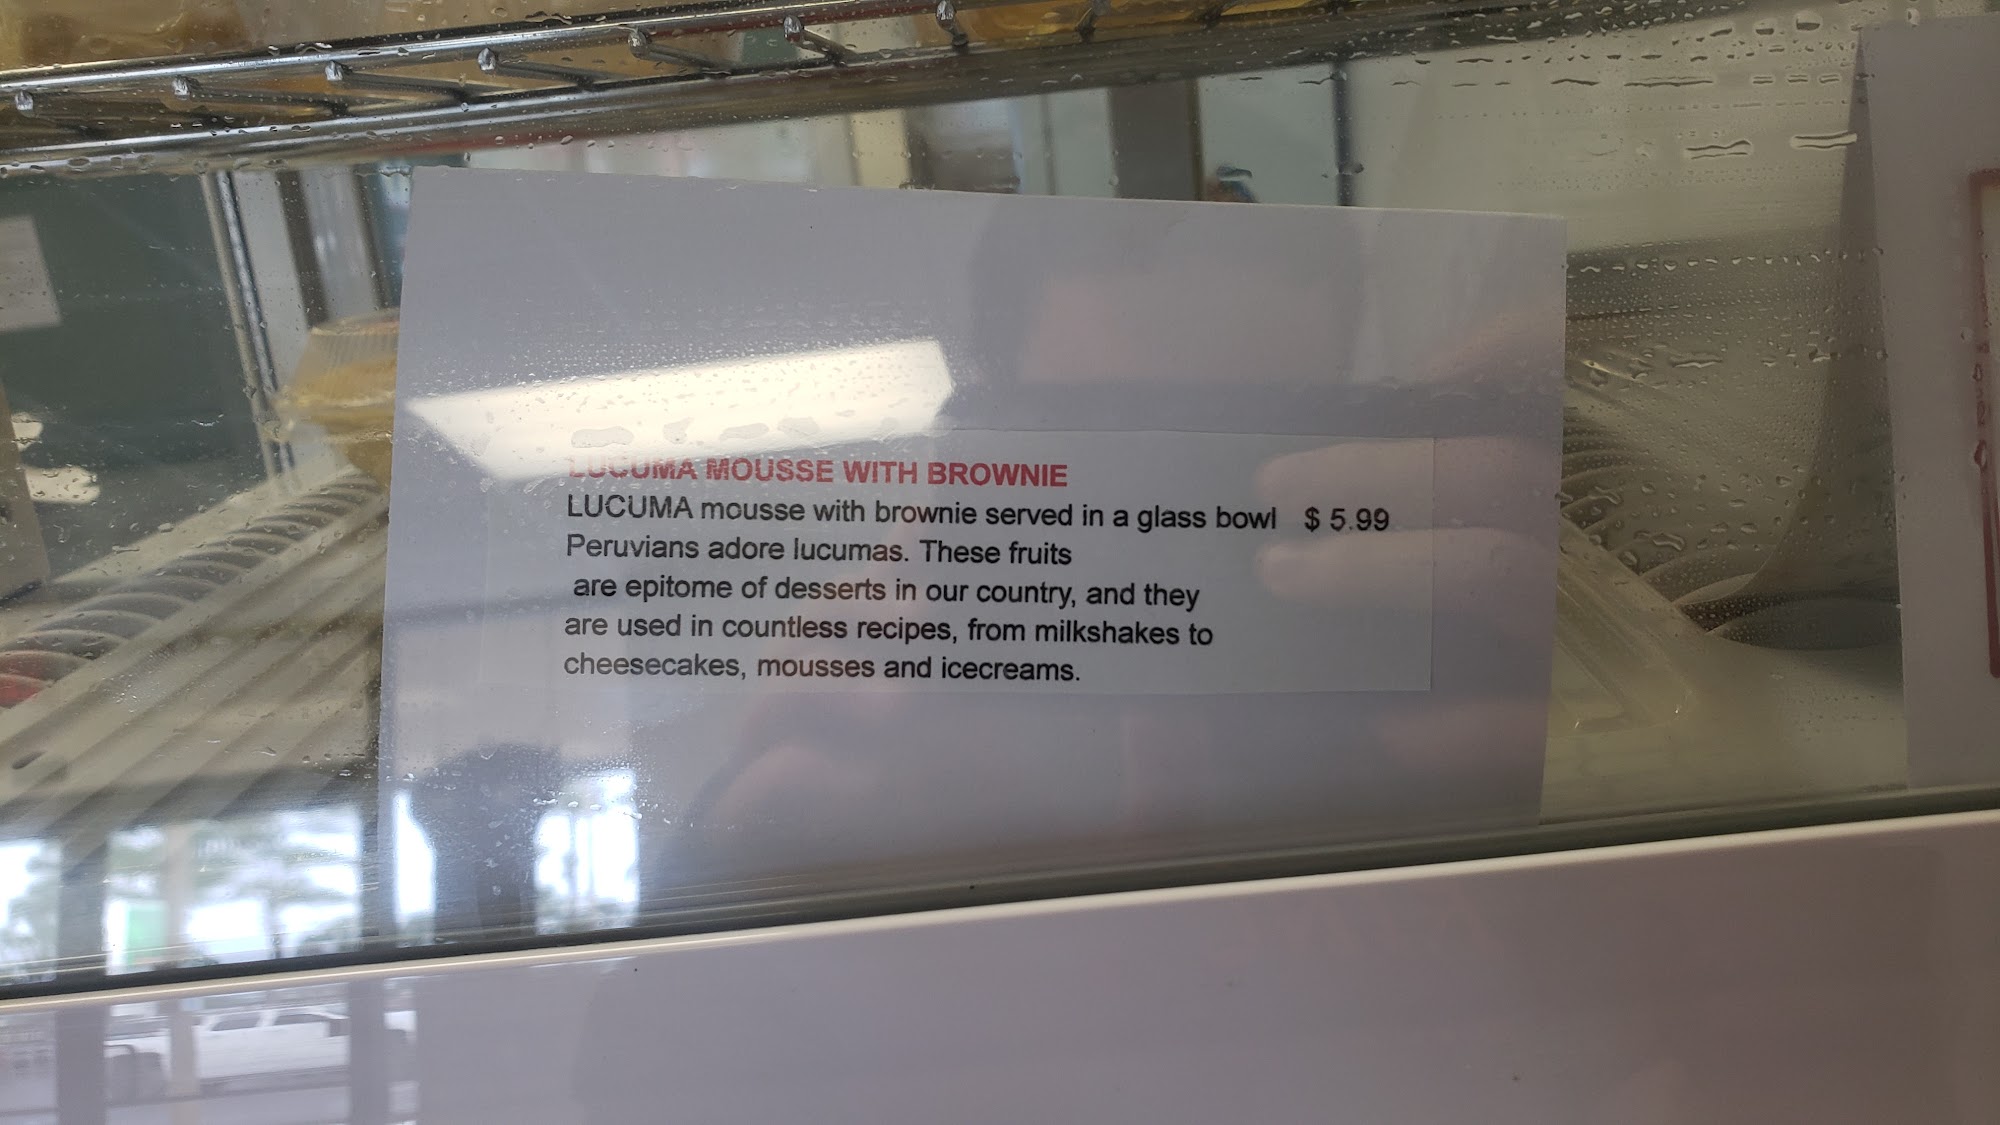 LUCUMA MOUSSE WITH BROWNIE
LUCUMA mousse with brownie served in a glass bowl $ 5.99
Peruvians adore lucumas. These fruits
are epitome of desserts in our country, and they
are used in countless recipes, from milkshakes to
cheesecakes, mousses and icecreams.